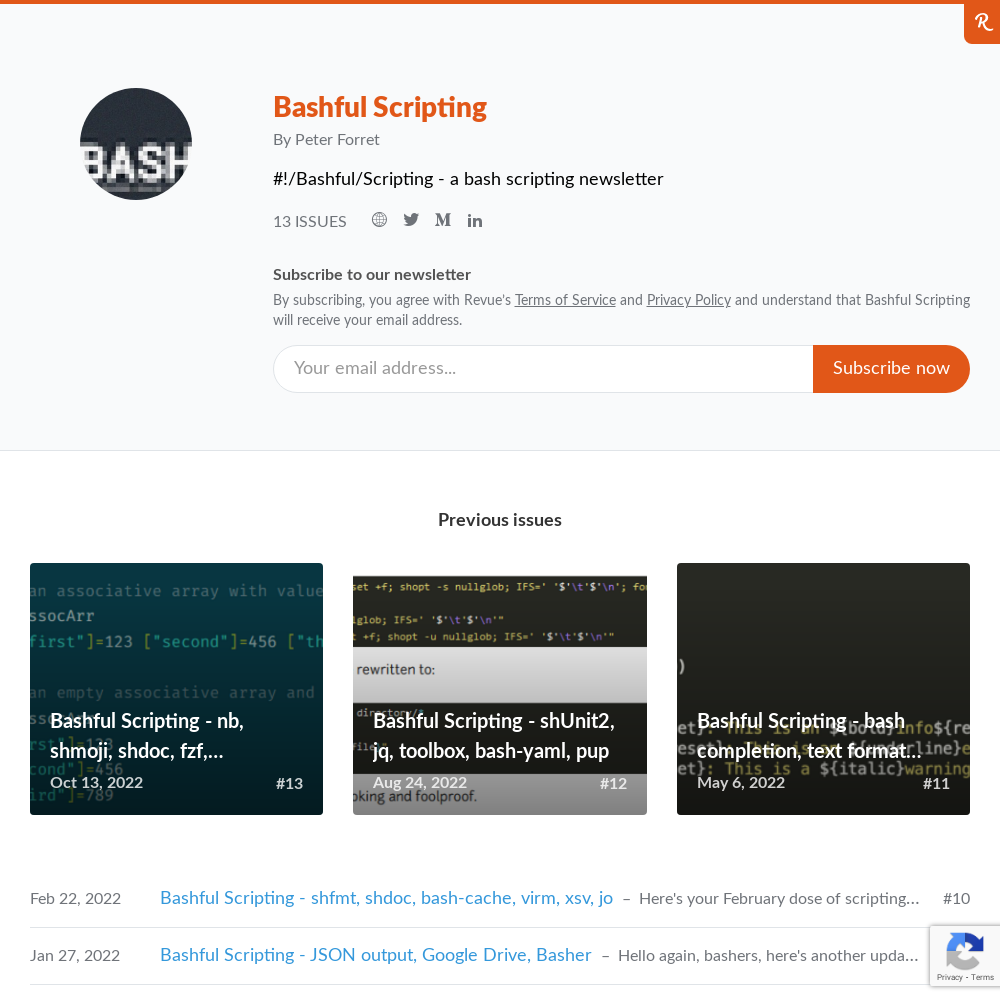 BASH
Bashful Scripting
By Peter Forret
#!/Bashful/Scripting - a bash scripting newsletter
13 ISSUES
Subscribe to our newsletter
By subscribing, you agree with Revue's Terms of Service and Privacy Policy and understand that Bashful Scripting
will receive your email address.
Your email address...
Subscribe now
Previous issues
an associative array with value
ssocArr
first"]=123 ["second"]=456 ["th
an empty associative array and
Bashful Scripting - nb,
shmoji, shdoc, fzf,...
Oct 13, 2022
#13
set +f; shopt -s nullglob; IFS=' '$'\t'$'\n'; fo
lglob; IFS=' '$'\t'$'\n'"
t +f; shopt -u nullglob; IFS=' '$'\t'$'\n'"
rewritten to:
directory/"
Bashful Scripting - shUnit2,
jq, toolbox, bash-yaml, pup
Aug 24, 2022
#12
oking and foolproof.
)
Bashful Scripting - bash
completion, text format...
May 6, 2022
#11
et}: This is a ${italic}warning
Feb 22, 2022 Bashful Scripting - shfmt, shdoc, bash-cache, virm, xsv, jo – Here's your February dose of scripting... #10
Jan 27, 2022 Bashful Scripting - JSON output, Google Drive, Basher – Hello again, bashers, here's another upda...
Privacy - Terms